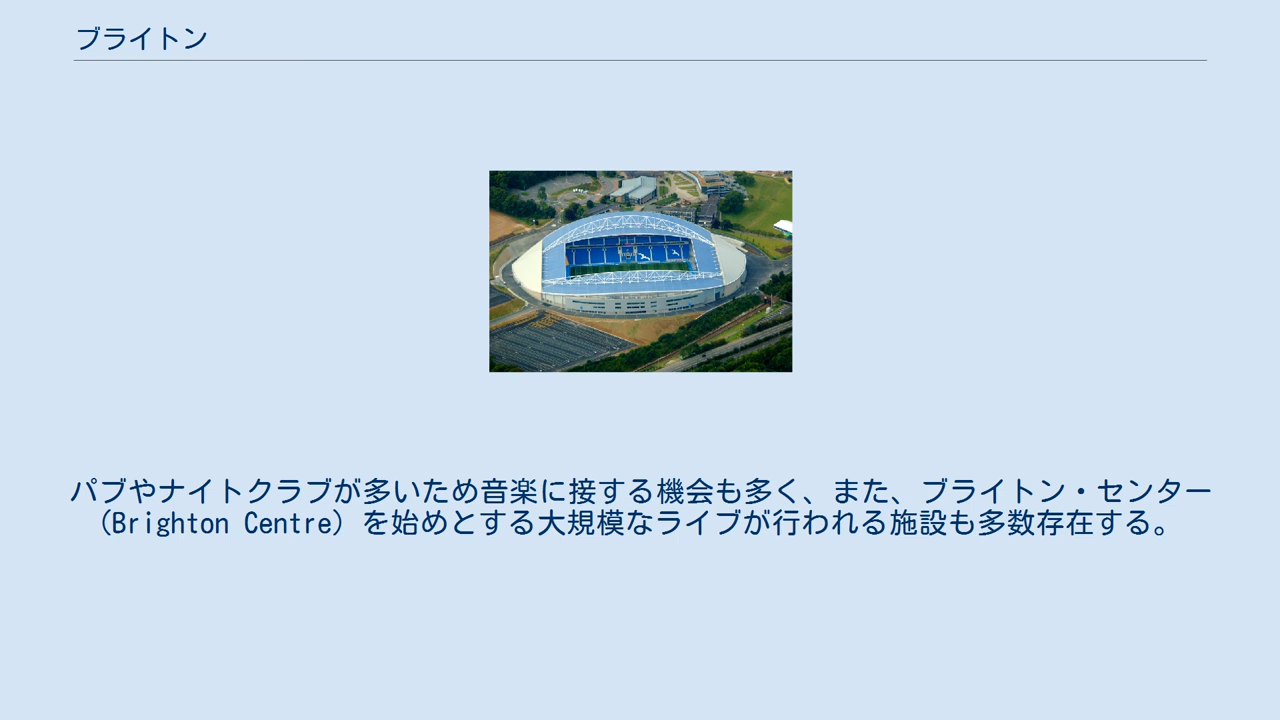 ブライトン
パブやナイトクラブが多いため音楽に接する機会も多く、また、ブライトン・センター
（Brighton Centre）を始めとする大規模なライブが行われる施設も多数存在する。